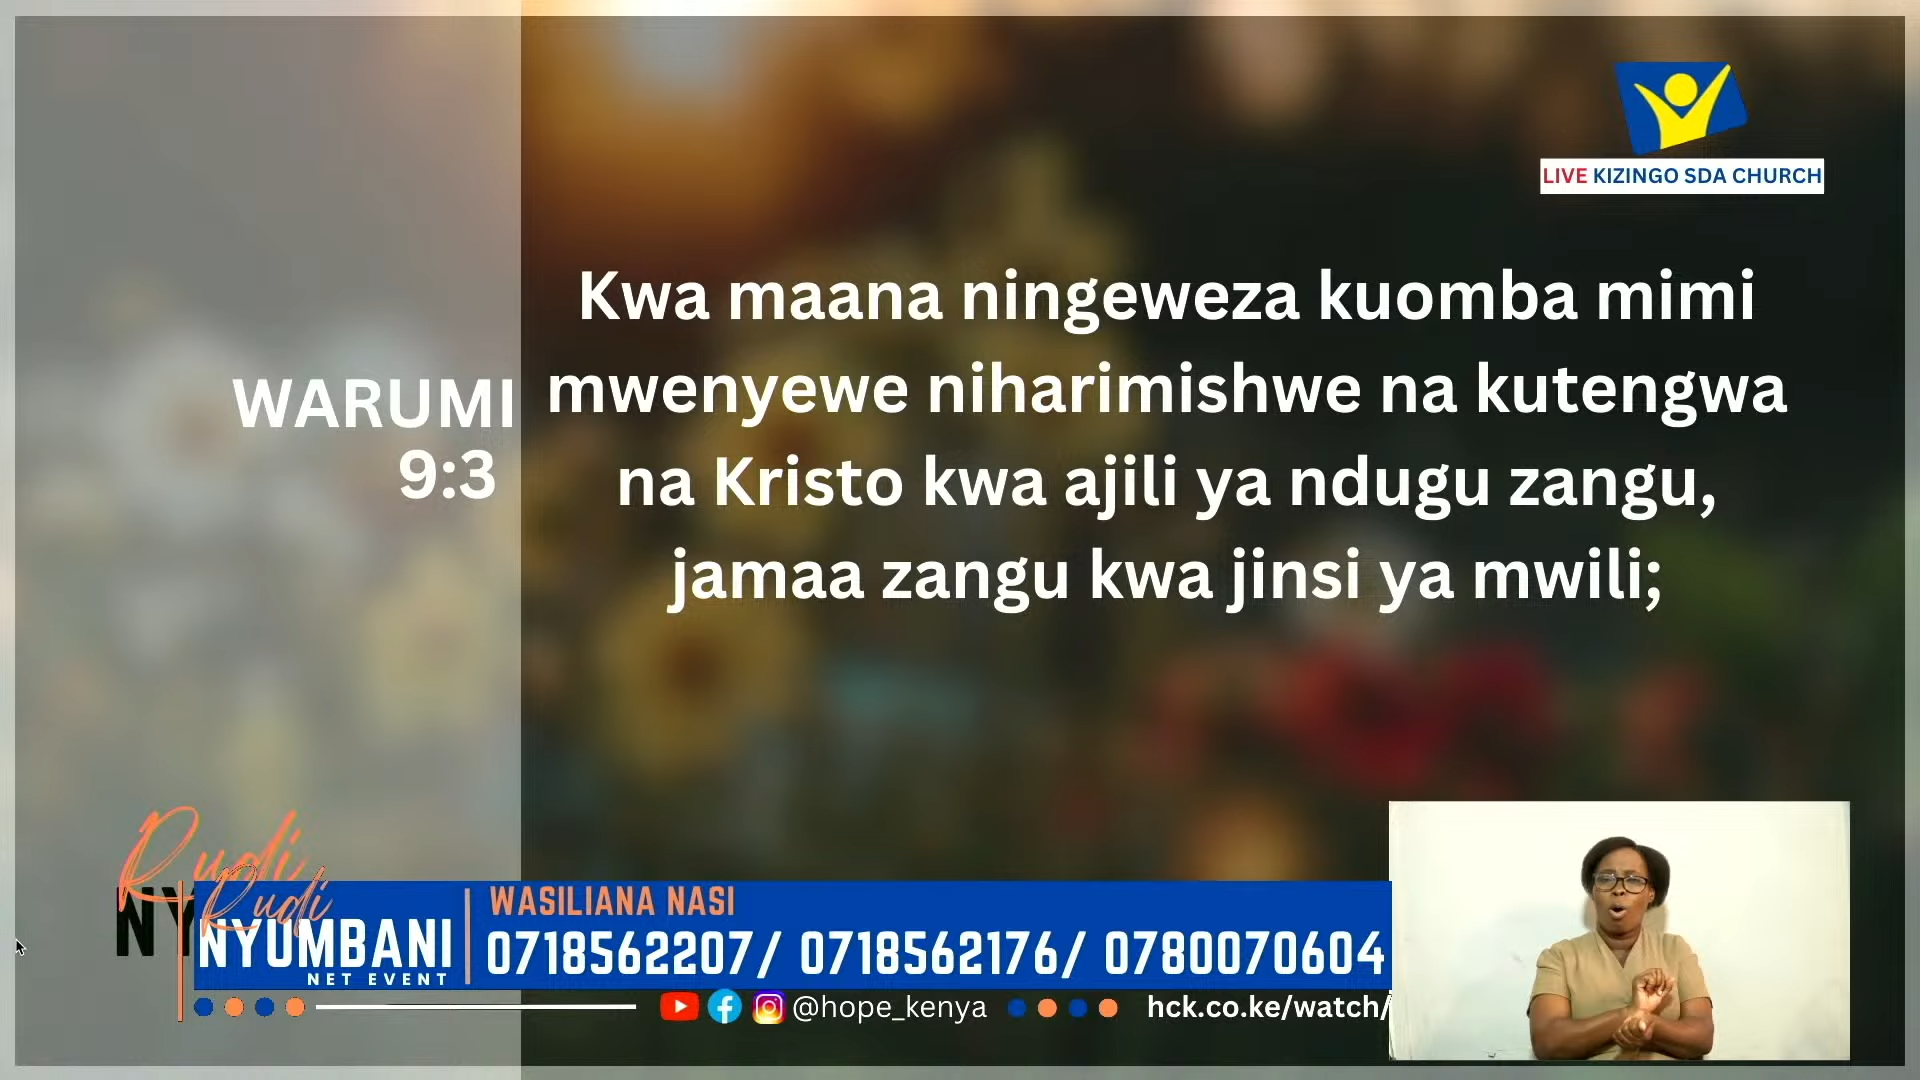 LIVE KIZINGO SDA CHURCH
WARUMI
9:3
Kwa maana ningeweza kuomba mimi
mwenyewe niharimishwe na kutengwa
na Kristo kwa ajili ya ndugu zangu,
jamaa zangu kwa jinsi ya mwili;
Rudi
NY
Rudi
NYUMBANI
NET EVENT
WASILIANA NASI
0718562207/ 0718562176/ 0780070604
@hope_kenya
hck.co.ke/watch/